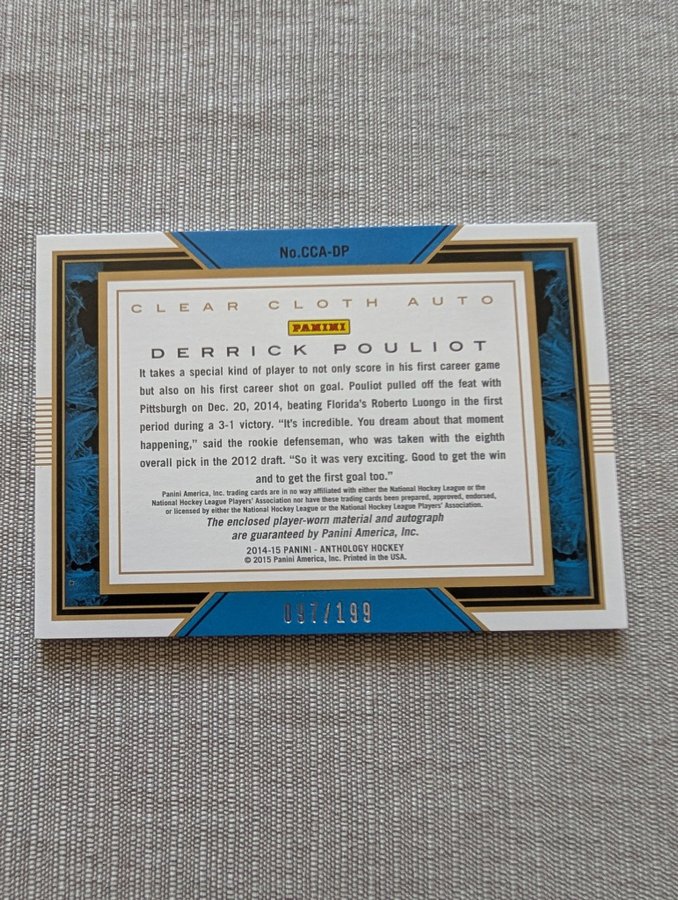 No.CCA-DP
CLEAR CLOTH AUTO
PANINI
DERRICK POULIOT
It takes a special kind of player to not only score in his first career game
but also on his first career shot on goal. Pouliot pulled off the feat with
Pittsburgh on Dec. 20, 2014, beating Florida's Roberto Luongo in the first
period during a 3-1 victory. "It's incredible. You dream about that moment
happening," said the rookie defenseman, who was taken with the eighth
overall pick in the 2012 draft. "So it was very exciting. Good to get the win
and to get the first goal too."
Panini America, Inc. trading cards are in no way affiliated with either the National Hockey League or the
National Hockey League Players' Association nor have these trading cards been prepared, approved, endorsed,
or licensed by either the National Hockey League or the National Hockey League Players' Association.
The enclosed player-worn material and autograph
are guaranteed by Panini America, Inc.
2014-15 PANINI - ANTHOLOGY HOCKEY
© 2015 Panini America, Inc. Printed in the USA.
097/199